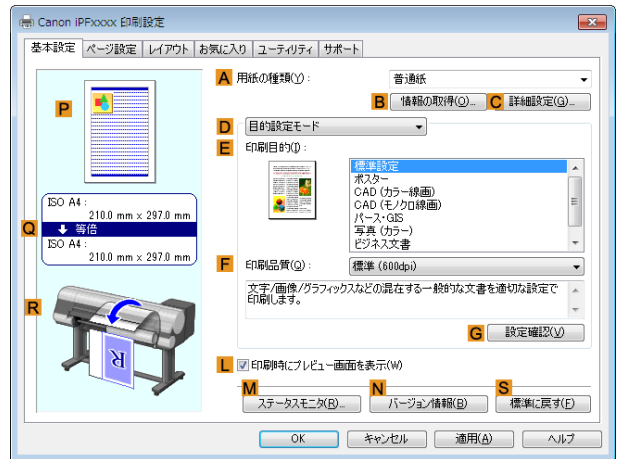 Canon iPFxxxx 印刷設定
基本設定 ページ設定 レイアウト お気に入り ユーティリティ サポート
A 用紙の種類(Y): 普通紙
B 情報の取得(O)... C 詳細設定(G)...
D 目的設定モード
E 印刷目的(I):
標準設定
ポスター
CAD (カラー線画)
CAD (モノクロ線画)
パース・GIS
写真 (カラー)
ビジネス文書
P
Q
ISO A4 :
210.0 mm × 297.0 mm
等倍
ISO A4 :
210.0 mm × 297.0 mm
R
R
F 印刷品質(Q): 標準 (600dpi)
文字/画像/グラフィックスなどの混在する一般的な文書を適切な設定で
印刷します。
G 設定確認(V)
L 印刷時にプレビュー画面を表示(W)
M N S
ステータスモニタ(R)... バージョン情報(B) 標準に戻す(F)
OK キャンセル 適用(A) ヘルプ